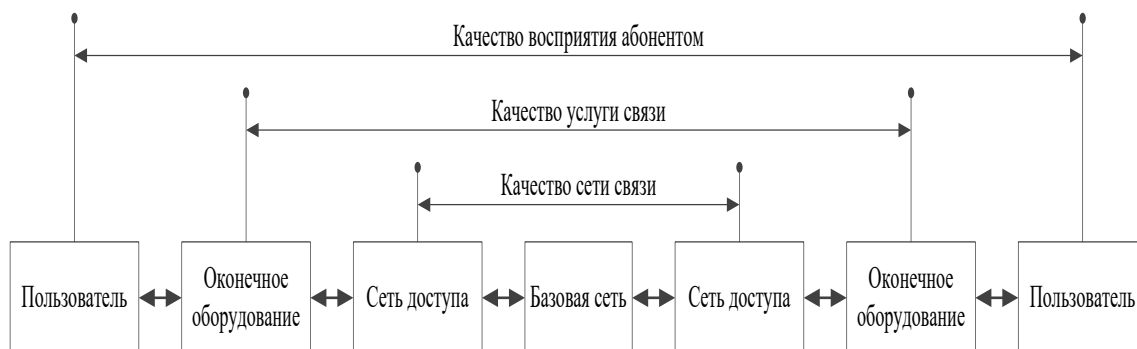 Качество восприятия абонентом
Качество услуги связи
Качество сети связи
Пользователь
Оконечное
оборудование
Сеть доступа
Базовая сеть
Сеть доступа
Оконечное
оборудование
Пользователь